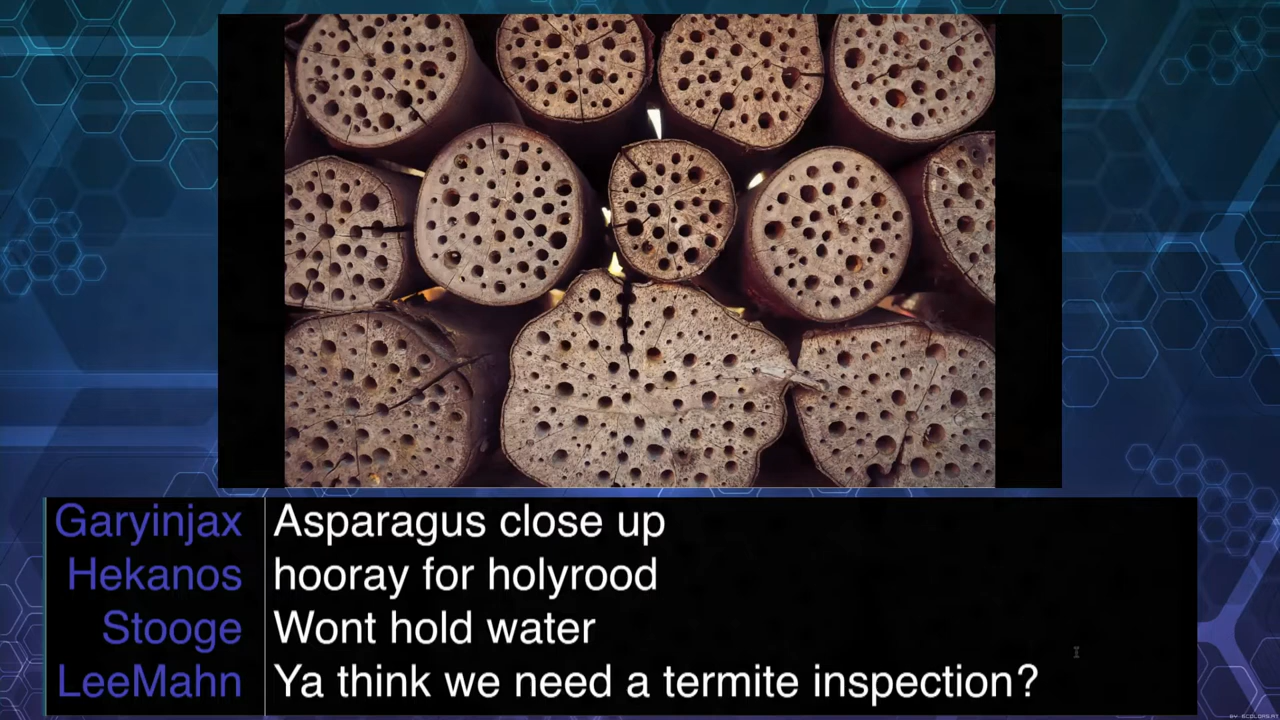 Garyinjax Asparagus close up
Hekanos hooray for holyrood
Stooge Wont hold water
LeeMahn Ya think we need a termite inspection?